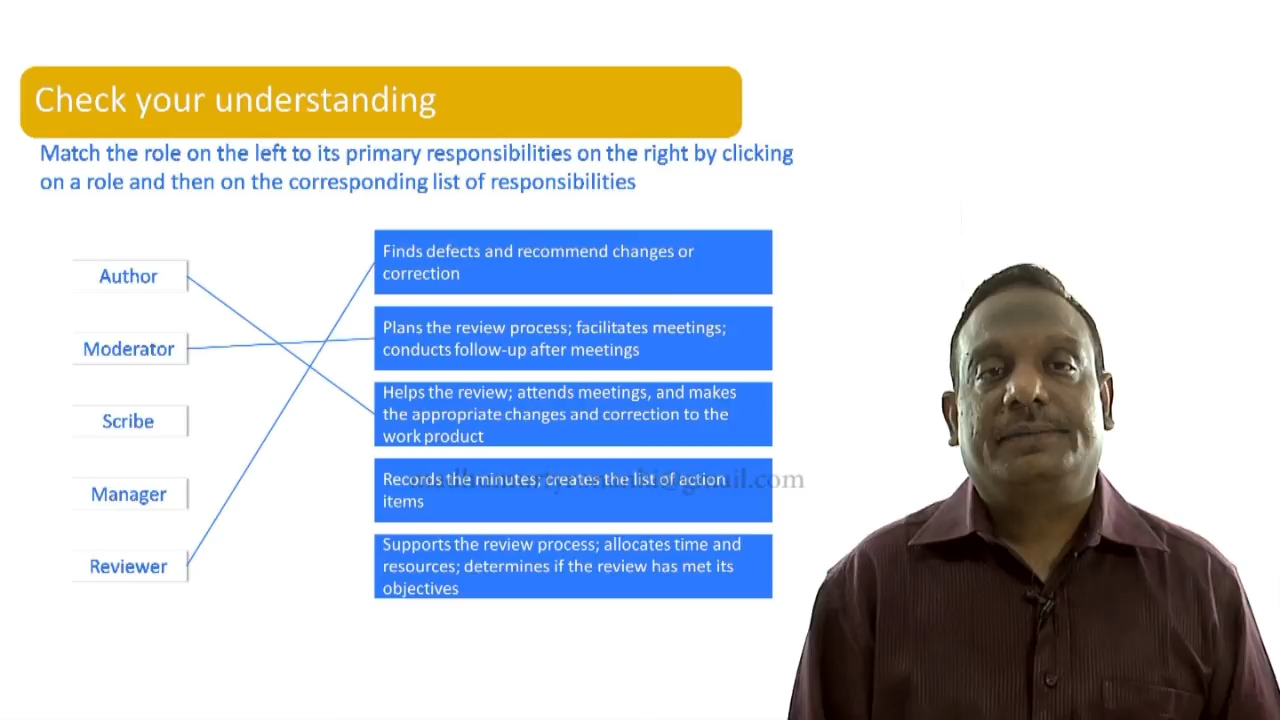 Check your understanding
Match the role on the left to its primary responsibilities on the right by clicking
on a role and then on the corresponding list of responsibilities
Author
Moderator
Scribe
Manager
Reviewer
Finds defects and recommend changes or
correction
Plans the review process; facilitates meetings;
conducts follow-up after meetings
Helps the review; attends meetings, and makes
the appropriate changes and correction to the
work product
Records the minutes; creates the list of action
items
Supports the review process; allocates time and
resources; determines if the review has met its
objectives